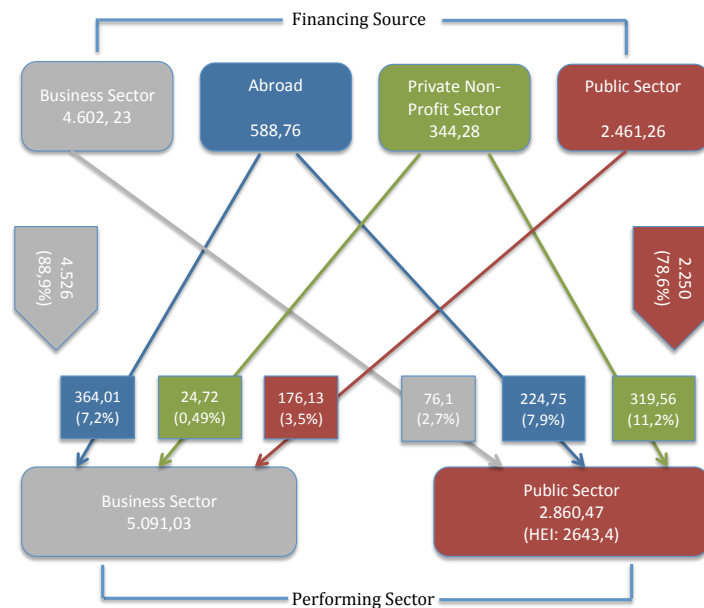 Financing Source
Business Sector
4.602, 23
Abroad
588,76
Private Non-
Profit Sector
344,28
Public Sector
2.461,26
4.526
(88,9%)
2.250
(78,6%)
364,01
(7,2%)
24,72
(0,49%)
176,13
(3,5%)
76,1
(2,7%)
224,75
(7,9%)
319,56
(11,2%)
Business Sector
5.091,03
Public Sector
2.860,47
(HEI: 2643,4)
Performing Sector